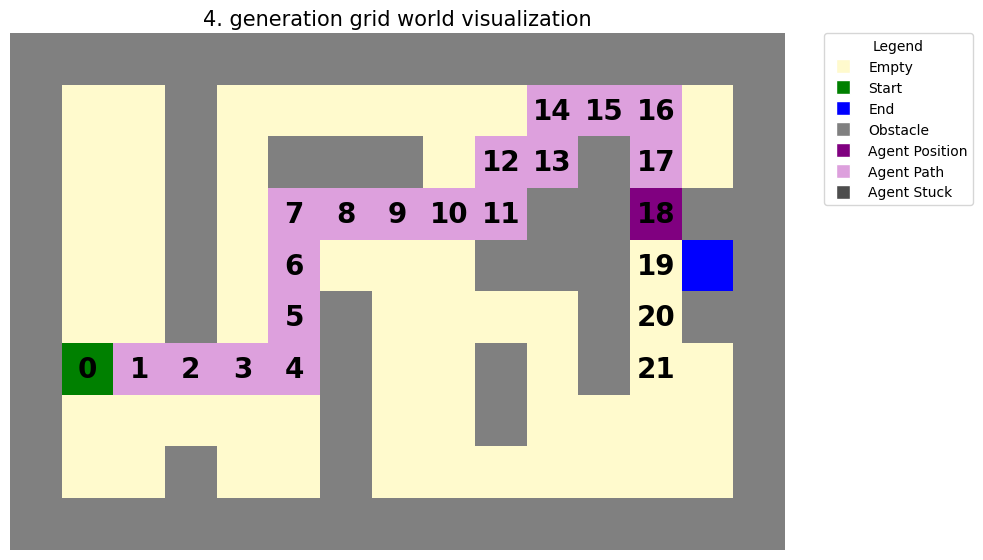 4. generation grid world visualization
Legend
Empty
Start
End
Obstacle
Agent Position
Agent Path
Agent Stuck
14 15 16
12 13 17
7 8 9 10 11 18
6 19
5 20
0 1 2 3 4 21